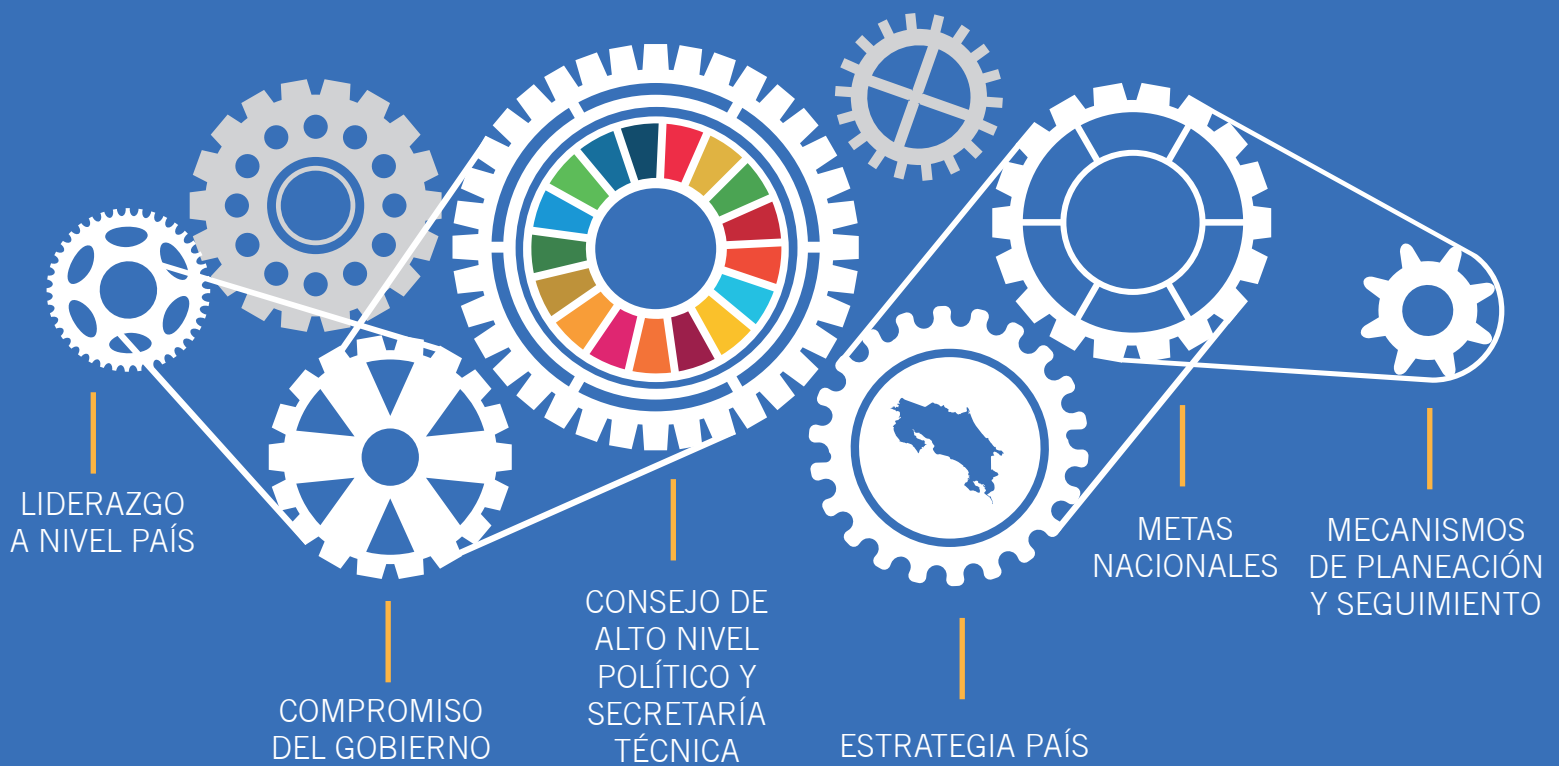 LIDERAZGO
A NIVEL PAÍS
COMPROMISO
DEL GOBIERNO
CONSEJO DE
ALTO NIVEL
POLÍTICO Y
SECRETARÍA
TÉCNICA
ESTRATEGIA PAÍS
METAS
NACIONALES
MECANISMOS
DE PLANEACIÓN
Y SEGUIMIENTO